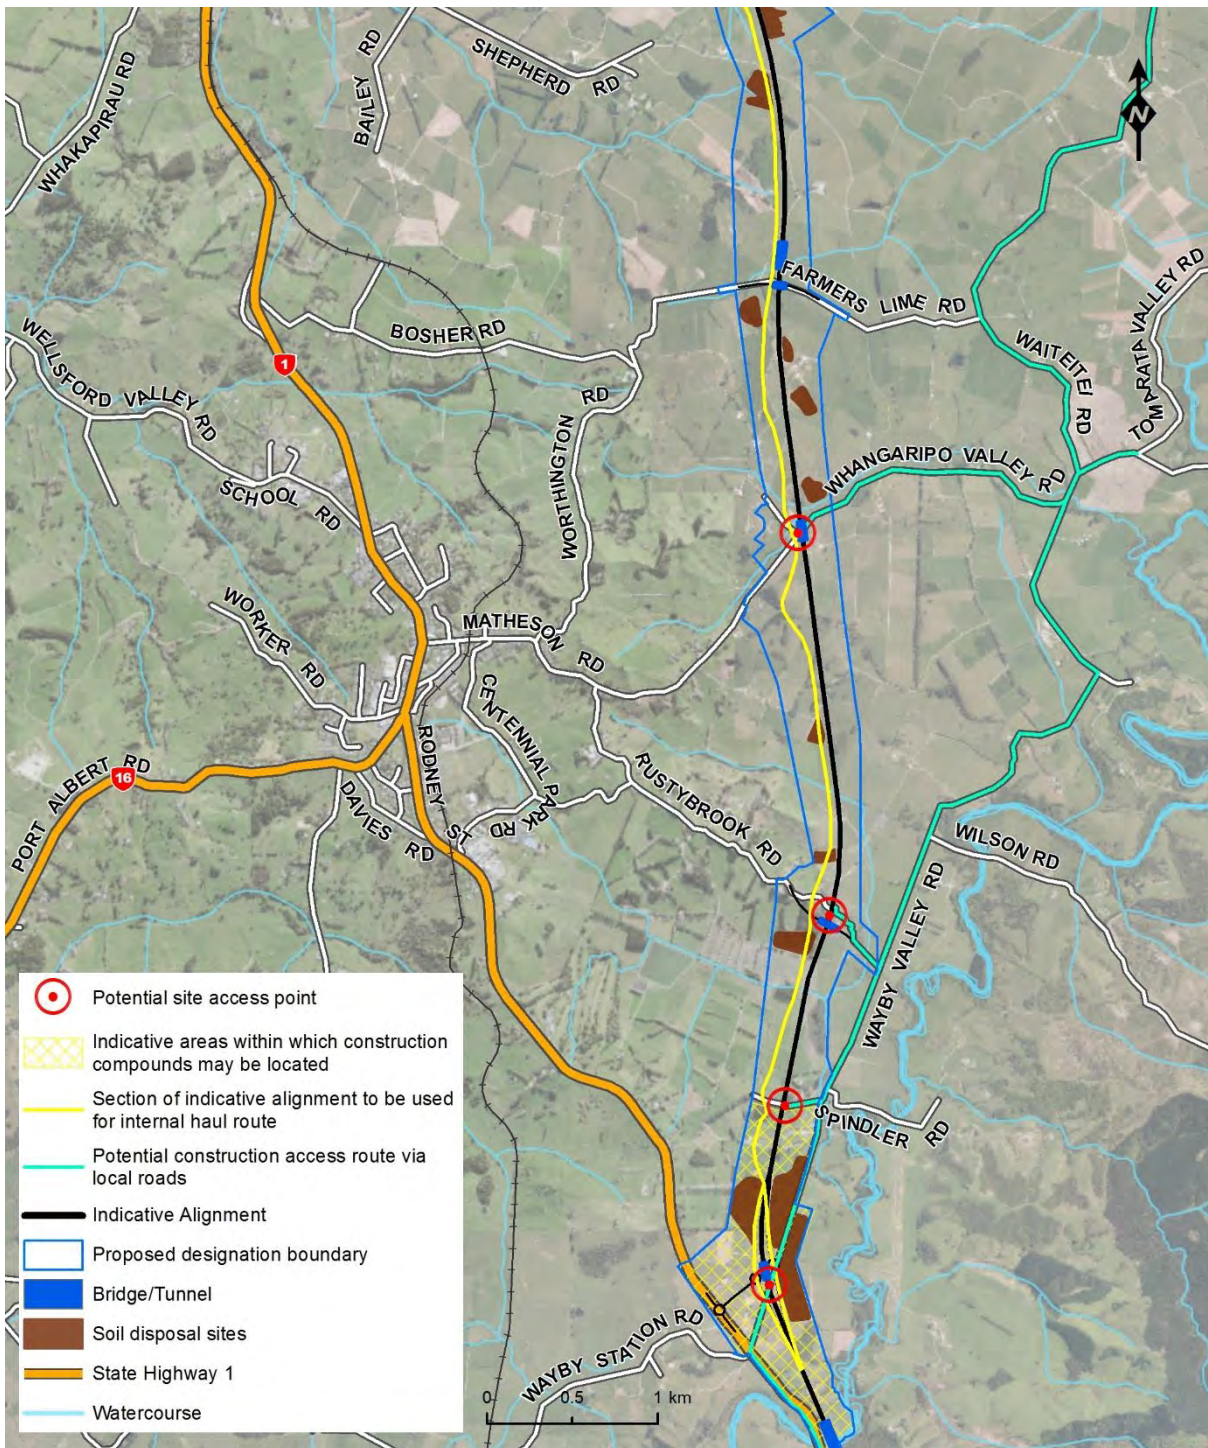 WHAKAPIRAU RD
BAILEY RD
SHEPHERD RD
N
FARMERS LIME RD
WAITEITEI RD
TOMARATA VALLEY RD
BOSHER RD
1
WELLSFORD VALLEY RD
SCHOOL RD
WORTHINGTON RD
WHANGARIPO VALLEY RD
WORKER RD
MATHESON RD
CENTENNIAL PARK RD
RODNEY ST
PORT ALBERT RD
16
DAVIES RD
RUSTYBROOK RD
WILSON RD
WAYBY VALLEY RD
SPINDLER RD
WAYBY STATION RD
Potential site access point
Indicative areas within which construction
compounds may be located
Section of indicative alignment to be used
for internal haul route
Potential construction access route via
local roads
Indicative Alignment
Proposed designation boundary
Bridge/Tunnel
Soil disposal sites
State Highway 1
Watercourse
0 0.5 1 km